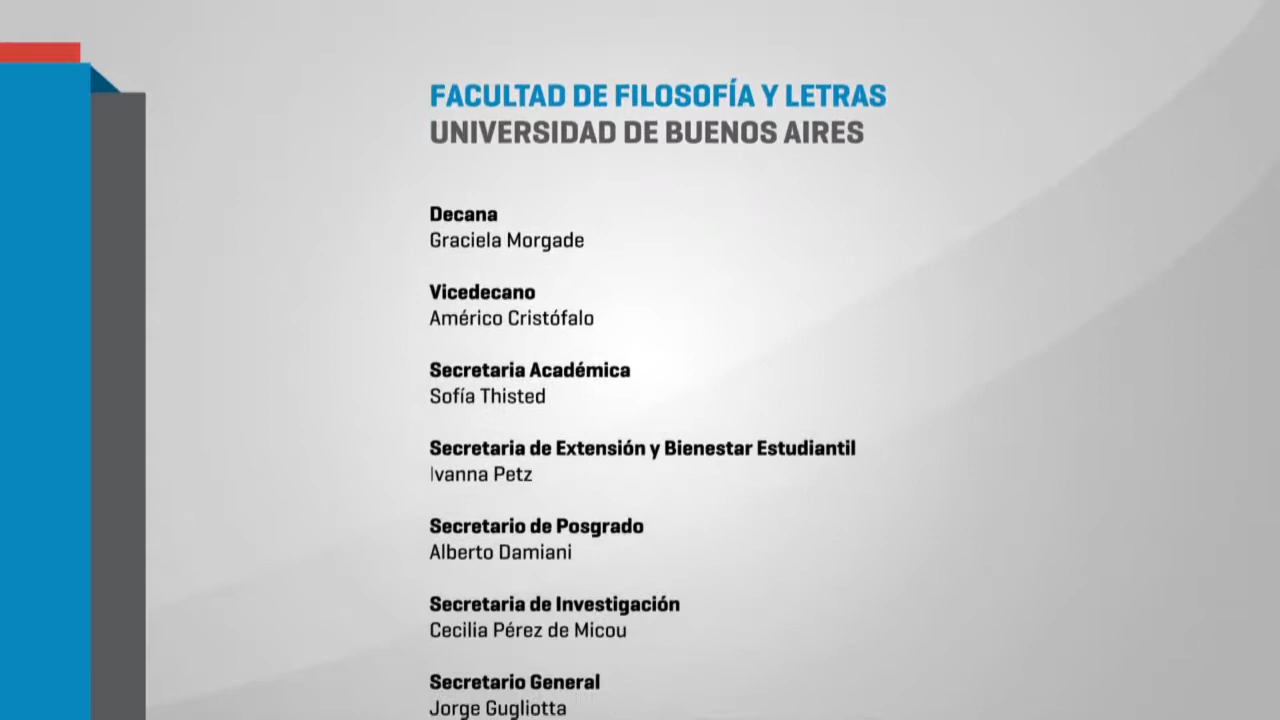 FACULTAD DE FILOSOFÍA Y LETRAS
UNIVERSIDAD DE BUENOS AIRES
Decana
Graciela Morgade
Vicedecano
Américo Cristófalo
Secretaria Académica
Sofía Thisted
Secretaria de Extensión y Bienestar Estudiantil
Ivanna Petz
Secretario de Posgrado
Alberto Damiani
Secretaria de Investigación
Cecilia Pérez de Micou
Secretario General
Jorge Gugliotta